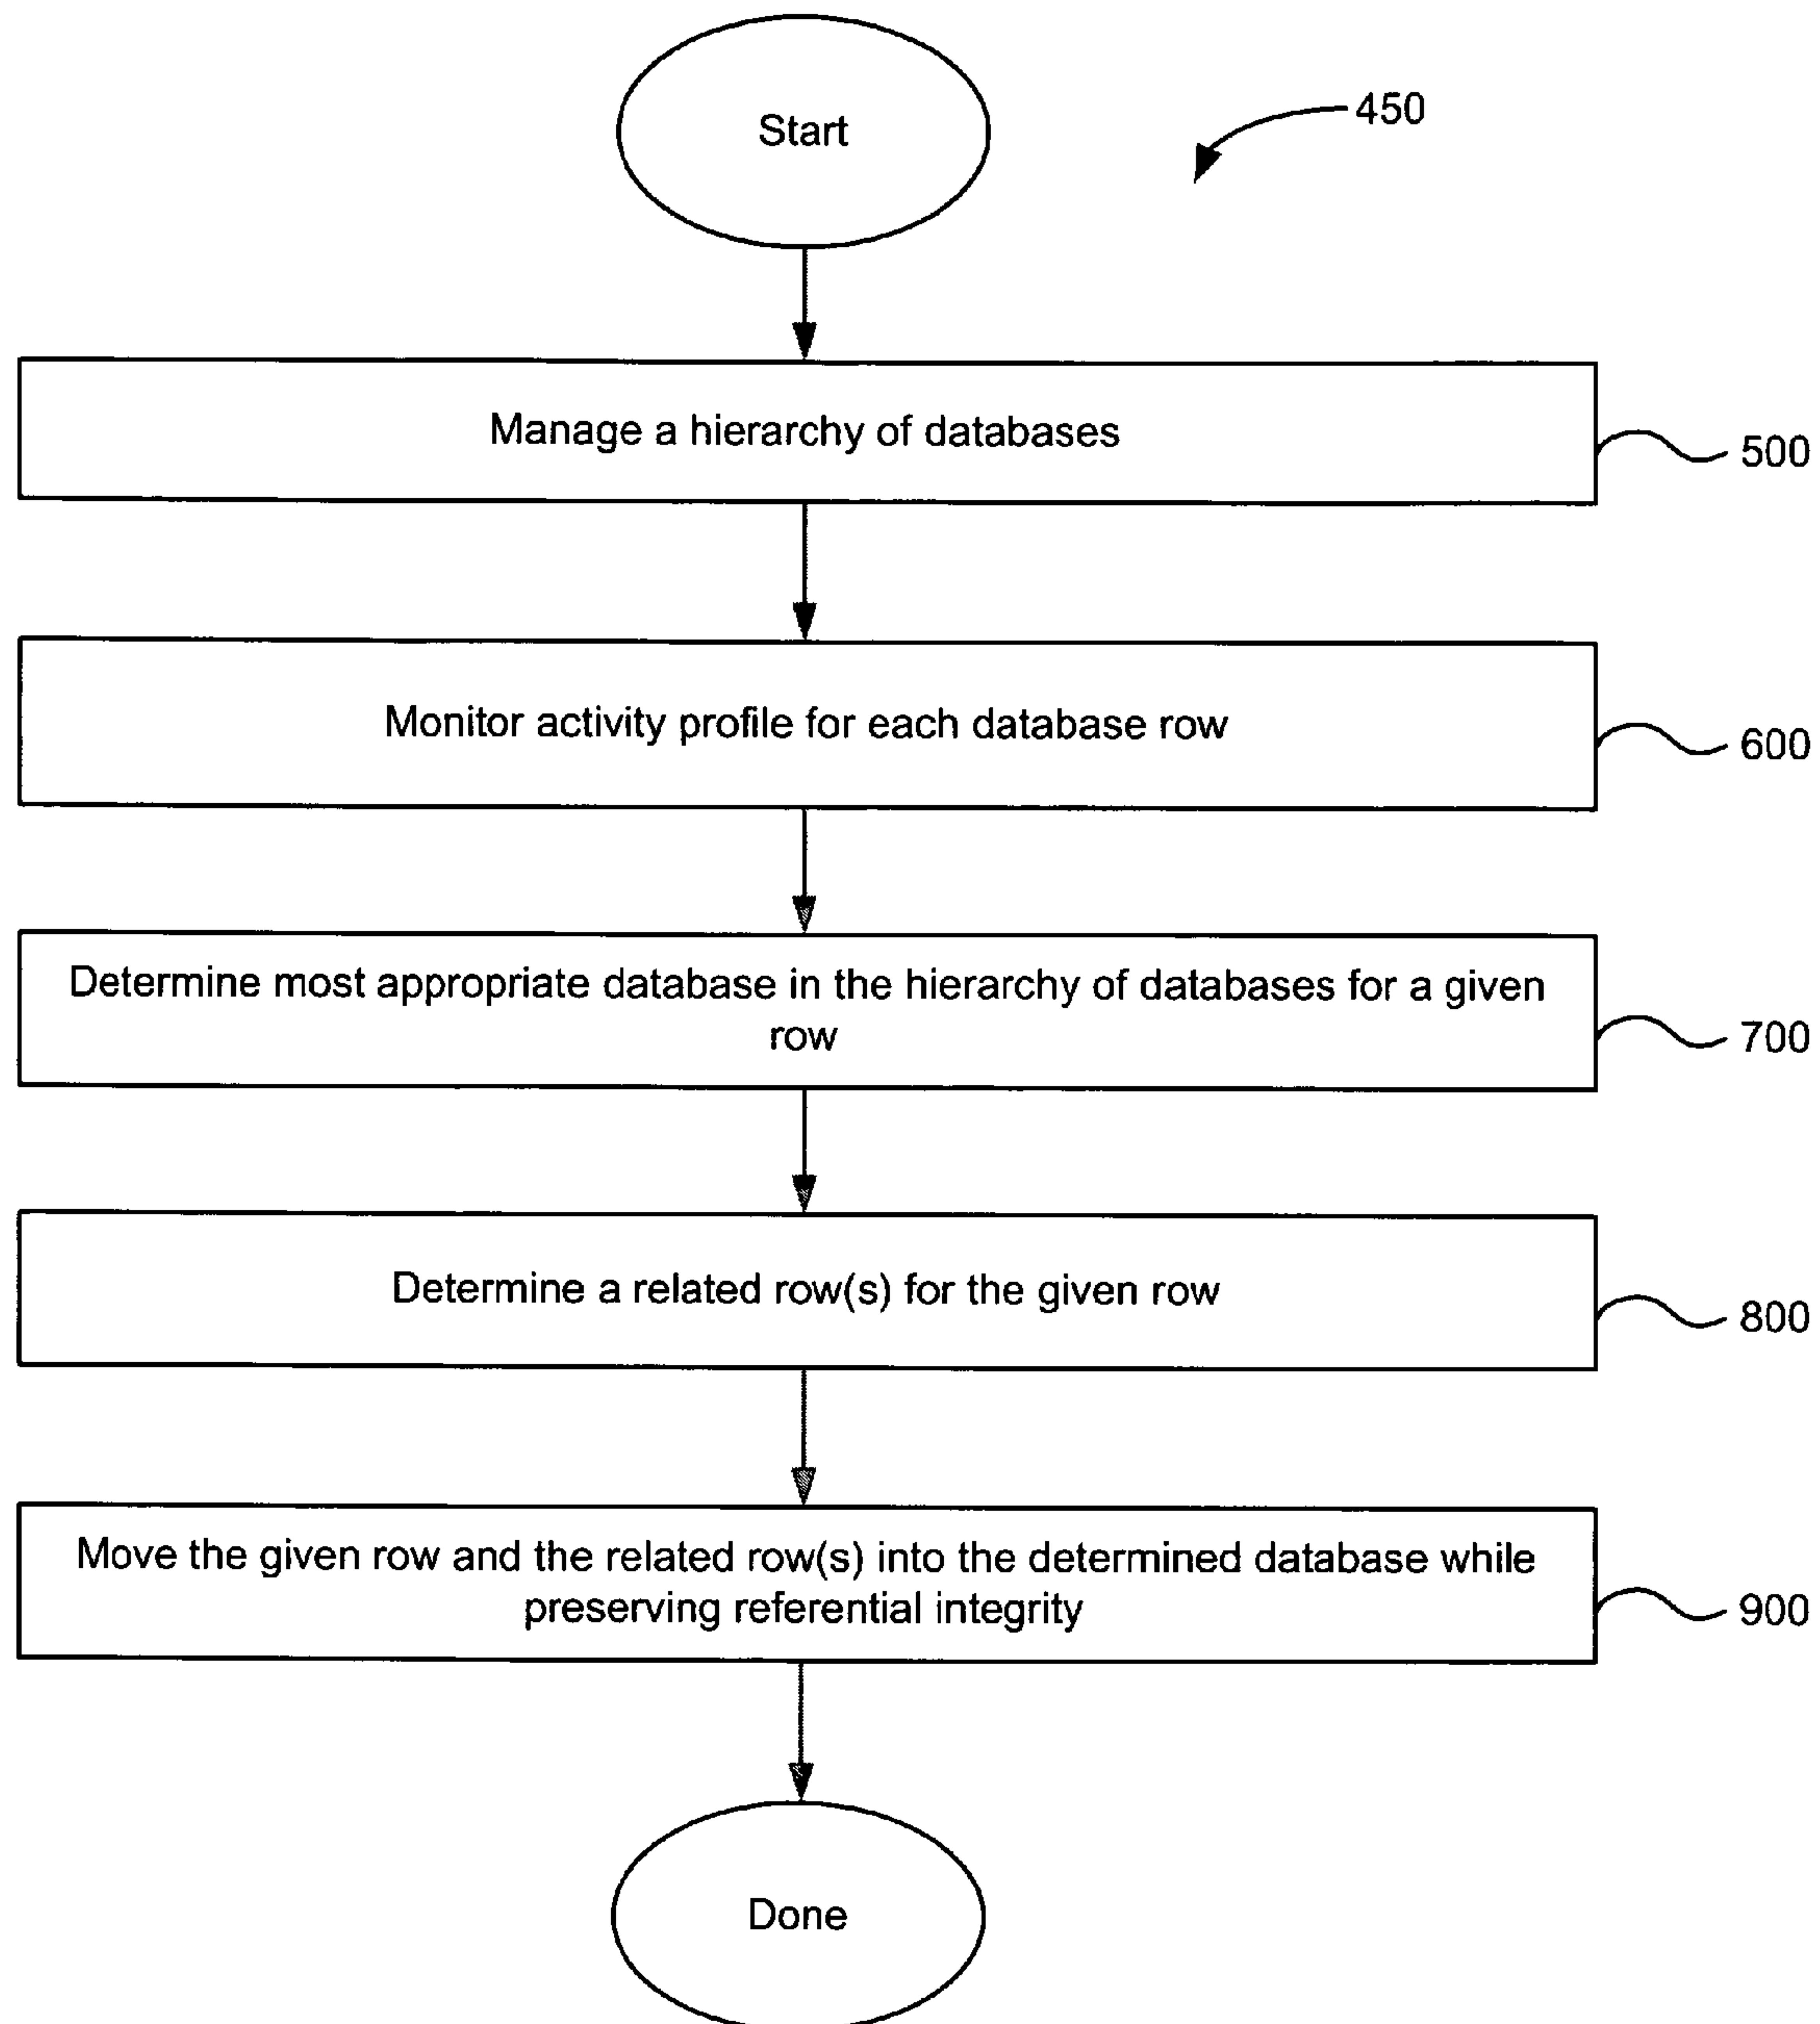 Start
450
Manage a hierarchy of databases
500
Monitor activity profile for each database row
600
Determine most appropriate database in the hierarchy of databases for a given
row
700
Determine a related row(s) for the given row
800
Move the given row and the related row(s) into the determined database while
preserving referential integrity
900
Done